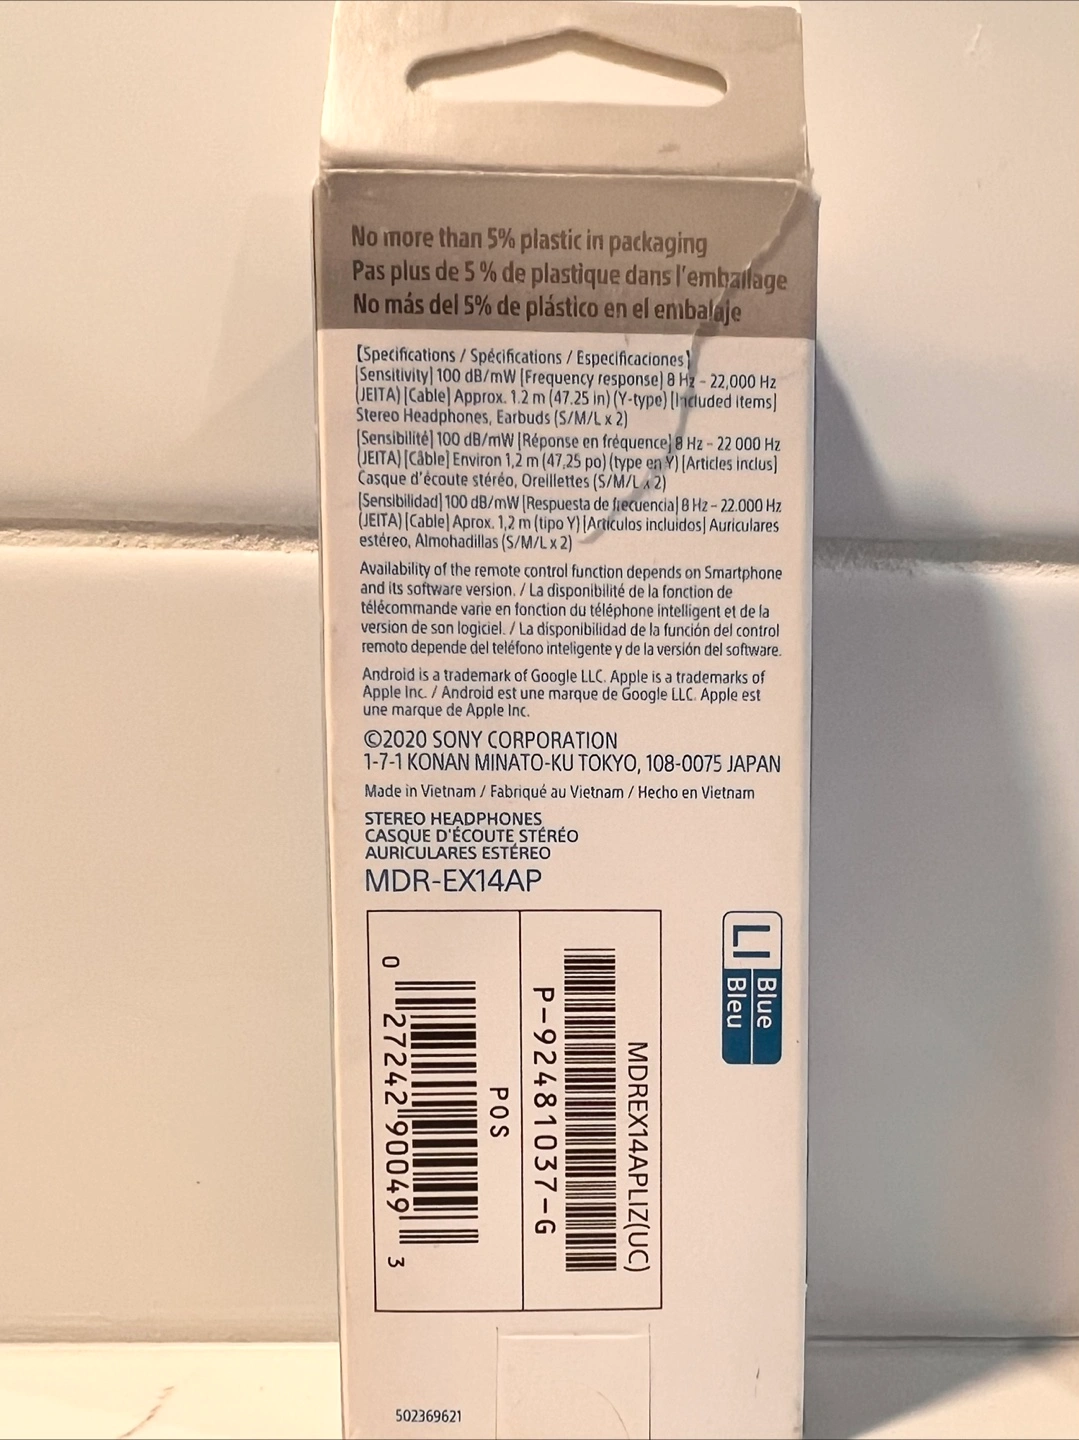 No more than 5% plastic in packaging
Pas plus de 5 % de plastique dans l'emballage
No más del 5% de plástico en el embalaje
【Specifications / Spécifications / Especificaciones】
[Sensitivity] 100 dB/mW [Frequency response] 8 Hz – 22,000 Hz
(JEITA) [Cable] Approx. 1.2 m (47.25 in) (Y-type) [Included items]
Stereo Headphones, Earbuds (S/M/L x 2)
[Sensibilité] 100 dB/mW [Réponse en fréquence] 8 Hz – 22 000 Hz
(JEITA) [Câble] Environ 1,2 m (47,25 po) (type en Y) [Articles inclus]
Casque d'écoute stéréo, Oreillettes (S/M/L x 2)
[Sensibilidad] 100 dB/mW [Respuesta de frecuencia] 8 Hz – 22.000 Hz
(JEITA) [Cable] Aprox. 1,2 m (tipo Y) [Artículos incluidos] Auriculares
estéreo, Almohadillas (S/M/L x 2)
Availability of the remote control function depends on Smartphone
and its software version. / La disponibilité de la fonction de
télécommande varie en fonction du téléphone intelligent et de la
version de son logiciel. / La disponibilidad de la función del control
remoto depende del teléfono inteligente y de la versión del software.
Android is a trademark of Google LLC. Apple is a trademarks of
Apple Inc. / Android est une marque de Google LLC. Apple est
une marque de Apple Inc.
©2020 SONY CORPORATION
1-7-1 KONAN MINATO-KU TOKYO, 108-0075 JAPAN
Made in Vietnam / Fabriqué au Vietnam / Hecho en Vietnam
STEREO HEADPHONES
CASQUE D'ÉCOUTE STÉRÉO
AURICULARES ESTÉREO
MDR-EX14AP
LI
Blue
Bleu
MDREX14APLIZ(UC)
P-92481037-G
POS
0 27242 90049 3
502369621